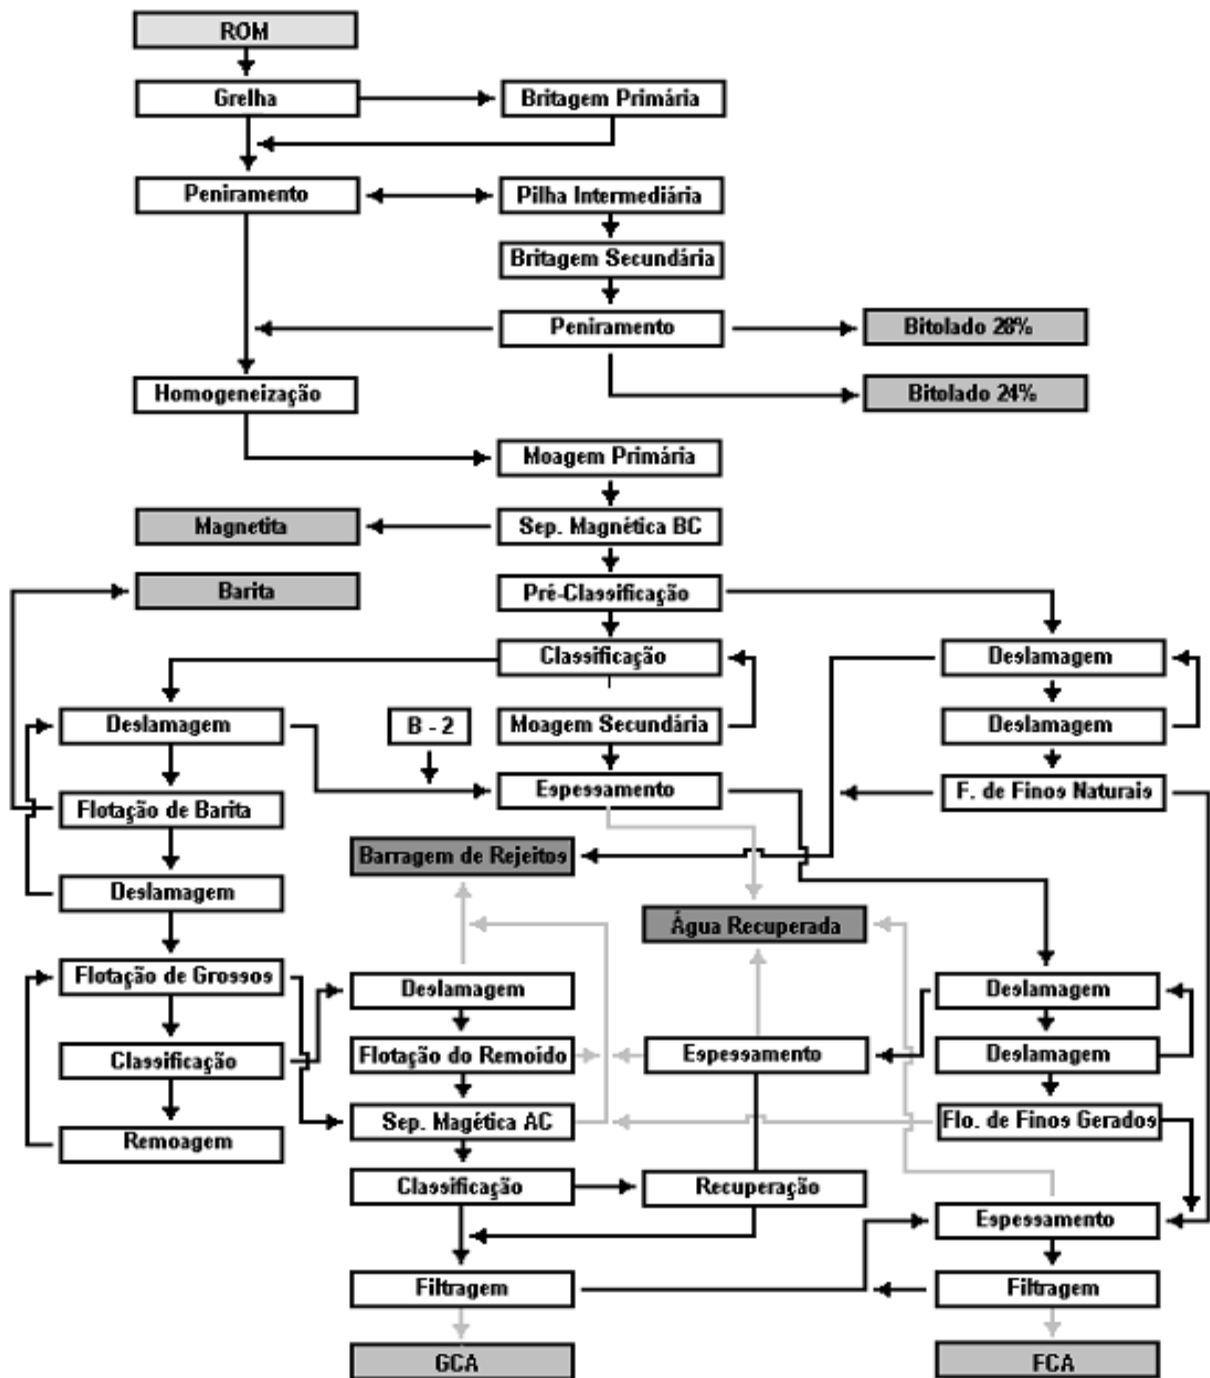 ROM
Grelha
Britagem Primária
Peniramento
Pilha Intermediária
Britagem Secundária
Peniramento
Bitolado 28%
Homogeneização
Bitolado 24%
Moagem Primária
Magnetita
Sep. Magnética BC
Barita
Pré-Classificação
Classificação
Deslamagem
Deslamagem
B - 2
Moagem Secundária
Deslamagem
Espessamento
F. de Finos Naturais
Flotação de Barita
Barragem de Rejeitos
Deslamagem
Água Recuperada
Flotação de Grossos
Deslamagem
Deslamagem
Classificação
Flotação do Remoído
Espessamento
Deslamagem
Remoagem
Sep. Magética AC
Flo. de Finos Gerados
Classificação
Recuperação
Espessamento
Filtragem
Filtragem
GCA
FCA